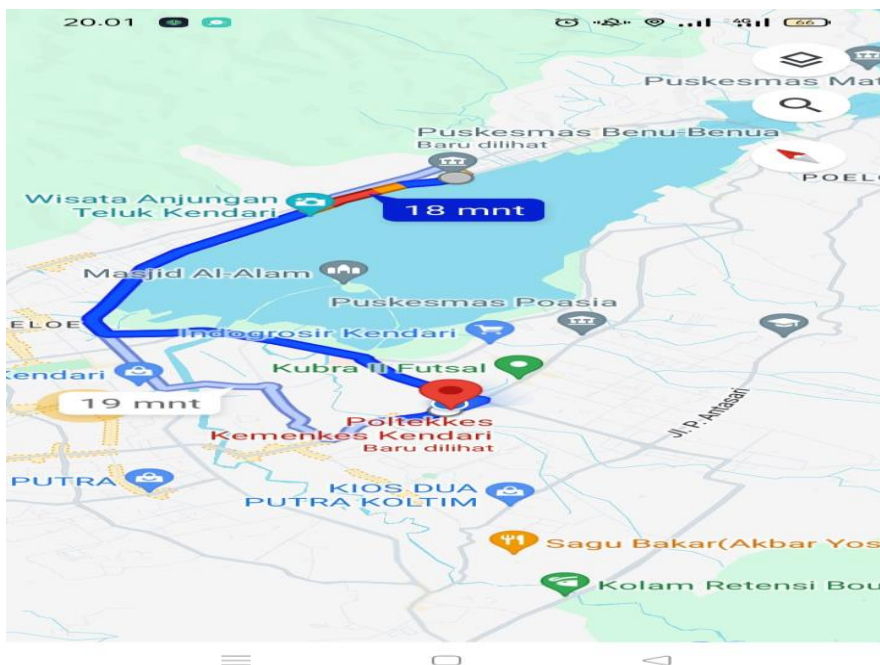 20.01
4G
66
Puskesmas Mat
Puskesmas Benu-Benua
Baru dilihat
POELO
Wisata Anjungan
Teluk Kendari
18 mnt
Masjid Al-Alam
Puskesmas Poasia
ELOE
Indogrosir Kendari
Kubra II Futsal
Kendari
19 mnt
Poltekkes
Kemenkes Kendari
Baru dilihat
Jl. P. Antasari
PUTRA
KIOS DUA
PUTRA KOLTIM
Sagu Bakar(Akbar Yos
Kolam Retensi Bou